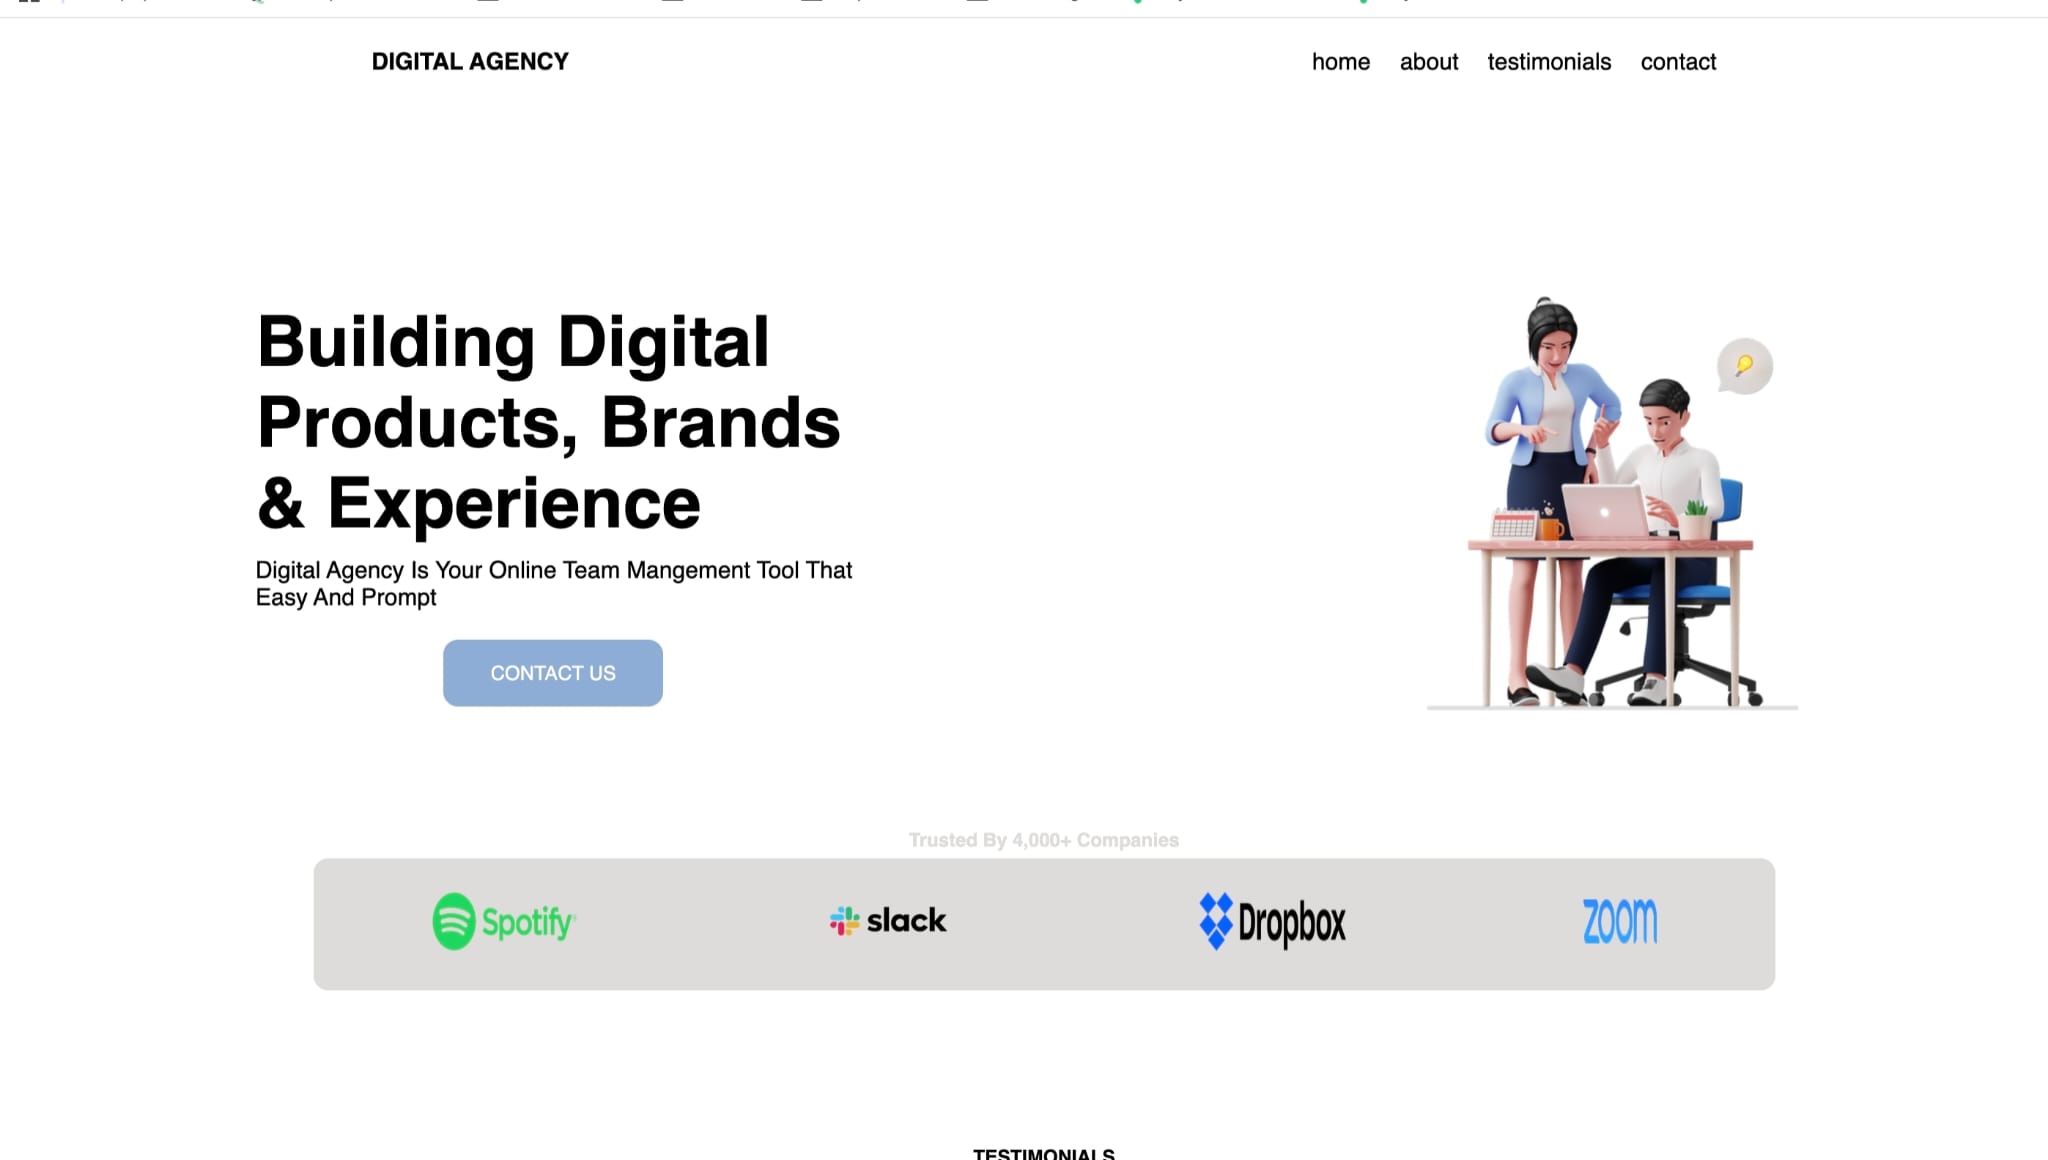 DIGITAL AGENCY
home about testimonials contact
Building Digital
Products, Brands
& Experience
Digital Agency Is Your Online Team Mangement Tool That
Easy And Prompt
CONTACT US
Trusted By 4,000+ Companies
Spotify
slack
Dropbox
zoom
TESTIMONIALS